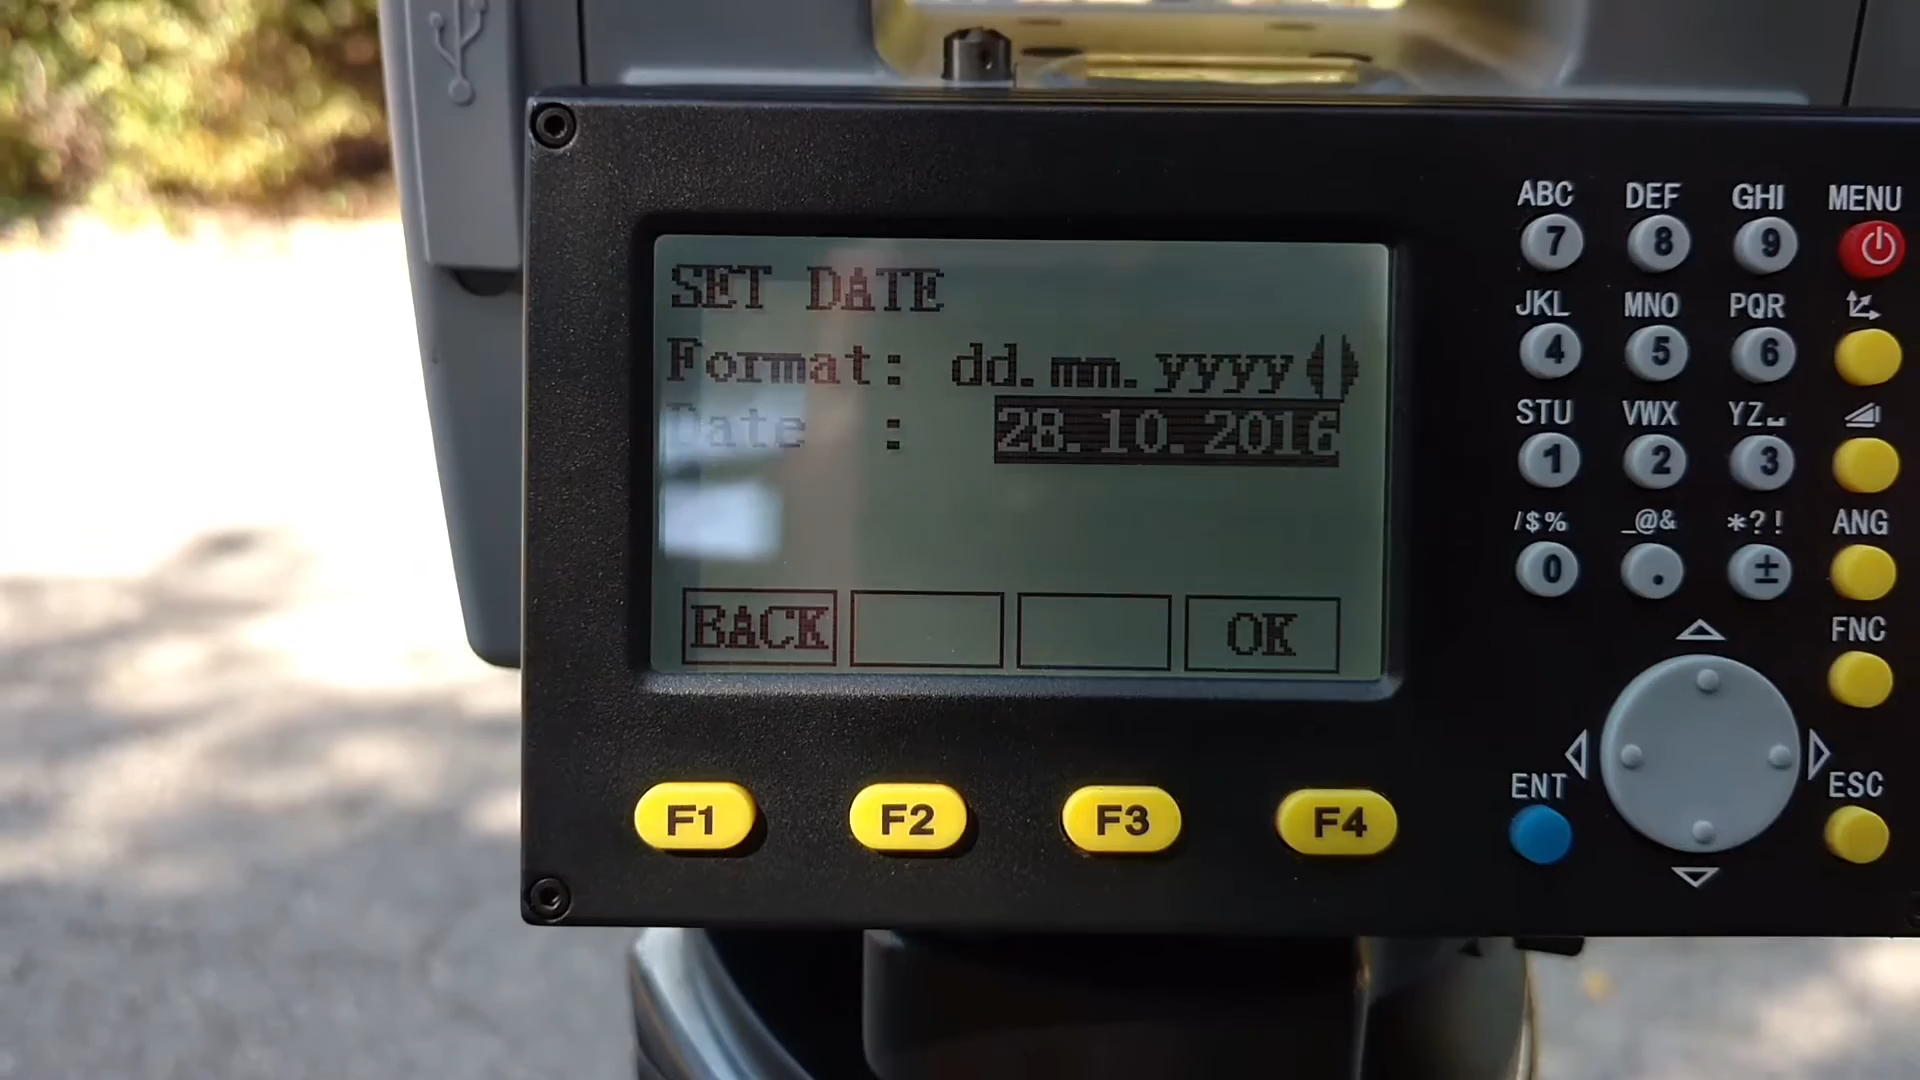 SET DATE
Format: dd.mm.yyyy
Date : 28.10.2016
BACK OK
F1 F2 F3 F4
ABC DEF GHI MENU
7 8 9
JKL MNO PQR
4 5 6
STU VWX YZ␣
1 2 3
/$% _@& *?! ANG
0 . ±
FNC
ENT ESC